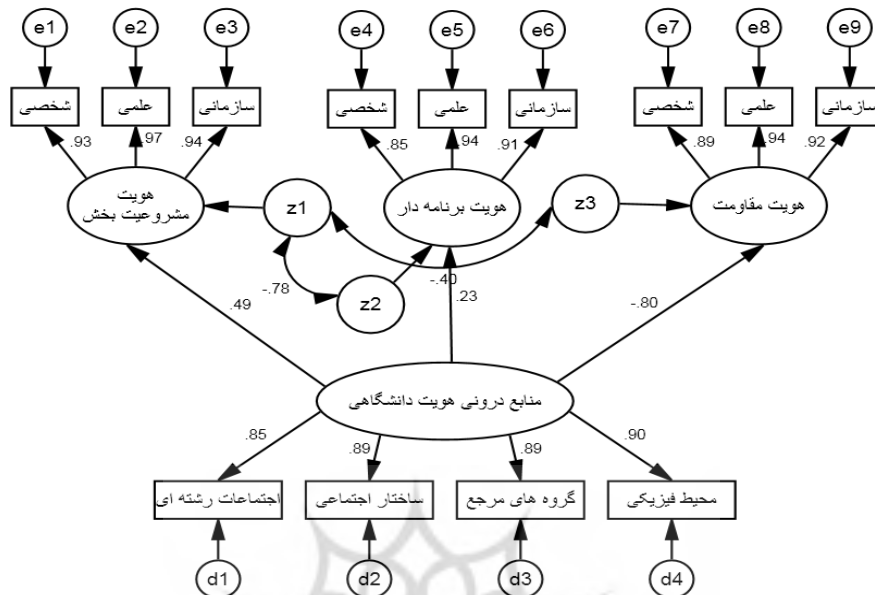 e1 e2 e3 e4 e5 e6 e7 e8 e9
شخصی علمی سازمانی شخصی علمی سازمانی شخصی علمی سازمانی
.93 .97 .94 .85 .94 .91 .89 .94 .92
هویت
مشروعیت بخش
z1
هویت برنامه دار
z3
هویت مقاومت
-.78
z2
-.40
.49 .23 -.80
منابع درونی هویت دانشگاهی
.85 .89 .89 .90
اجتماعات رشته ای
ساختار اجتماعی
گروه های مرجع
محیط فیزیکی
d1 d2 d3 d4